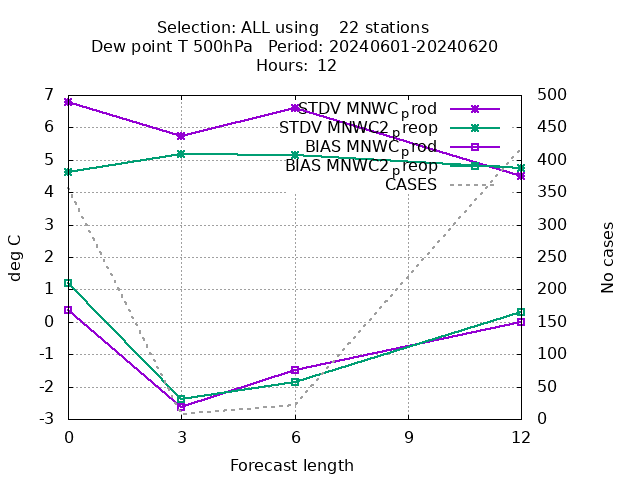 Selection: ALL using    22 stations
Dew point T 500hPa   Period: 20240601-20240620
Hours: 12
STDV MNWC_prod
STDV MNWC2_preop
BIAS MNWC_prod
BIAS MNWC2_preop
CASES
7
6
5
4
3
2
1
0
-1
-2
-3
deg C
500
450
400
350
300
250
200
150
100
50
0
No cases
0 3 6 9 12
Forecast length